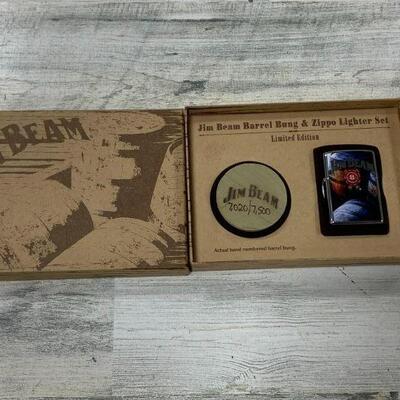 BEAM
Jim Beam Barrel Bung & Zippo Lighter Set
Limited Edition
JIM BEAM
2020/7,500
JIM BEAM
Actual hand numbered barrel bung.